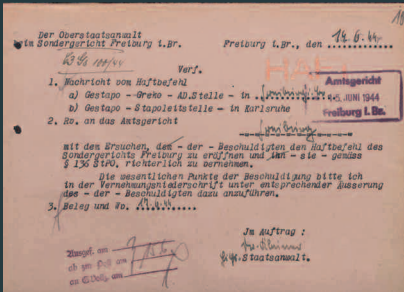 Der Oberstaatsanwalt
beim Sondergericht Freiburg i.Br.
Freiburg i.Br., den 14.6.44
Verf.
1. Nachricht vom Haftbefehl
a) Gestapo - Greko - AD.Stelle - in
b) Gestapo - Stapoleitstelle - in Karlsruhe
Amtsgericht
JUNI 1944
Freiburg i. Br.
2. Ro. an das Amtsgericht
Freiburg
mit dem Ersuchen, dem - der - Beschuldigten den Haftbefehl des
Sondergerichts Freiburg zu eröffnen und ihn - sie - gemäss
§ 136 StPO. richterlich zu vernehmen.
Die wesentlichen Punkte der Beschuldigung bitte ich
in der Vernehmungsniederschrift unter entsprechender Äusserung
des - der - Beschuldigten dazu anzuführen.
3. Beleg und Wv.
Im Auftrag :
Staatsanwalt.